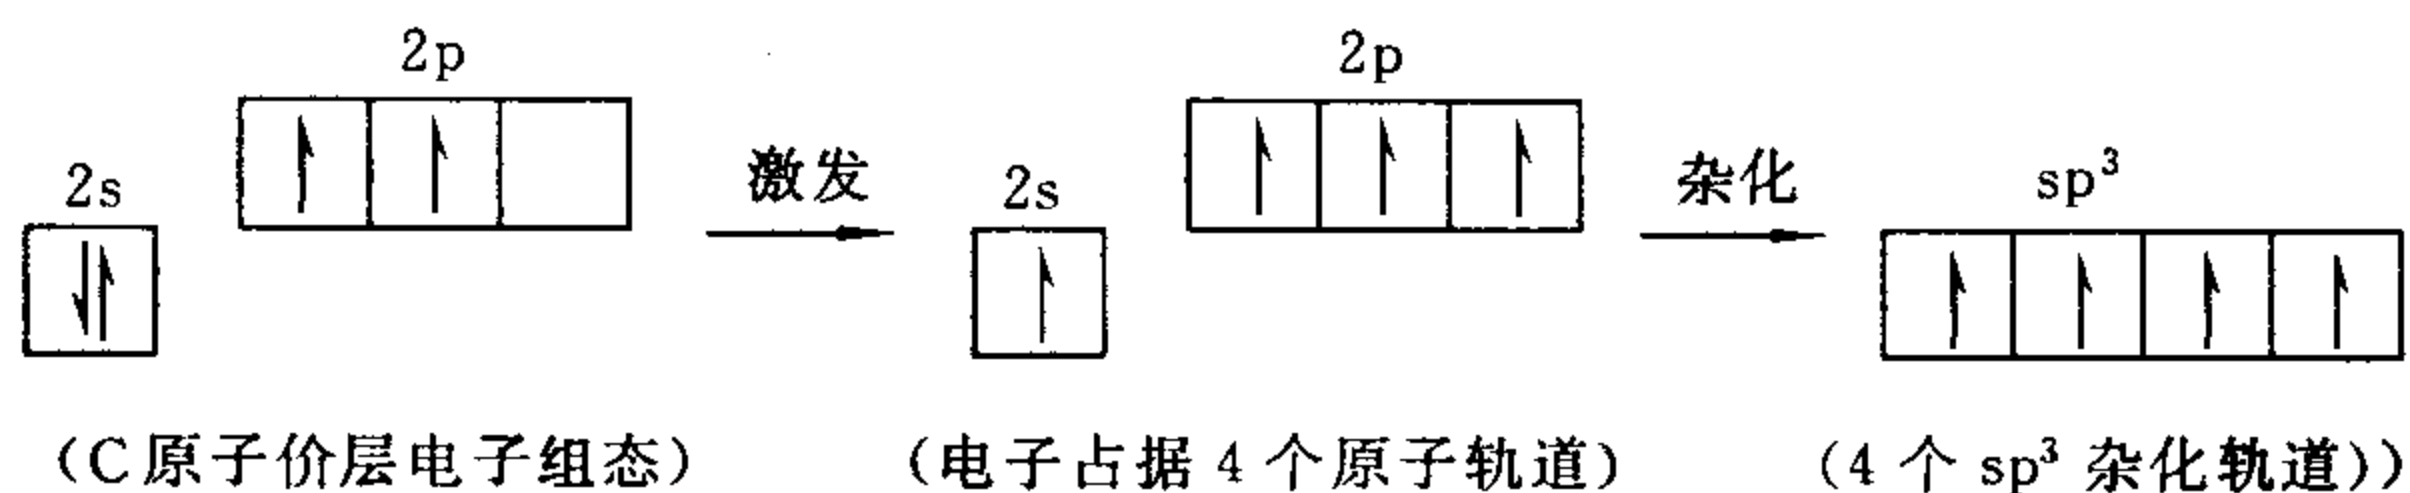 2p 2p
2s 激发 2s 杂化 sp³
(C原子价层电子组态) (电子占据4个原子轨道) (4个sp³杂化轨道))